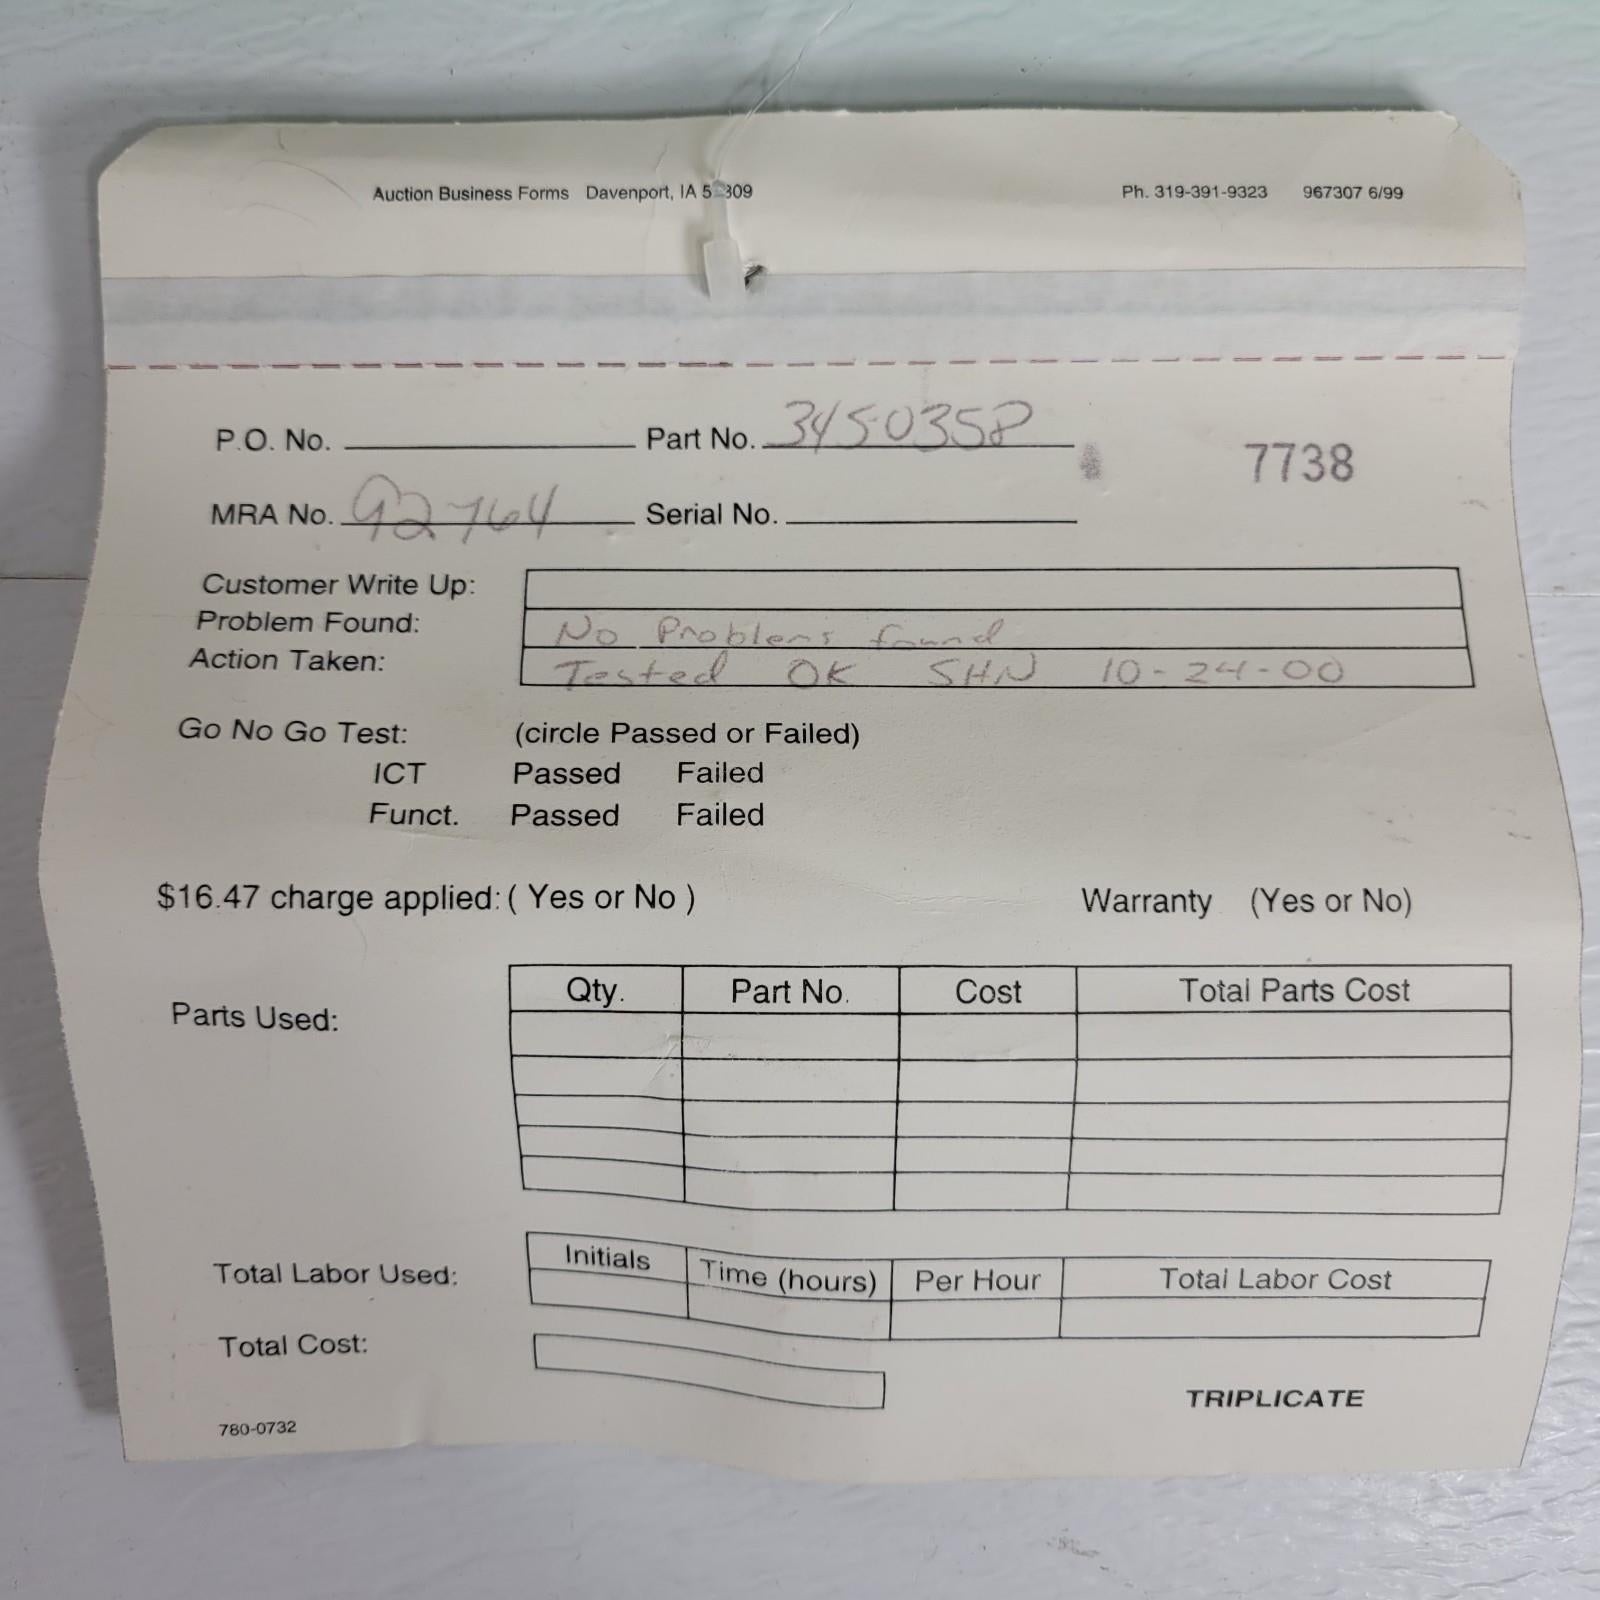 Auction Business Forms Davenport, IA 5 809
Ph. 319-391-9323 967307 6/99
P.O. No. Part No. 3450358
7738
MRA No. 92764 Serial No.
Customer Write Up:
Problem Found: No Problems found
Action Taken: Tested OK SHN 10-24-00
Go No Go Test: (circle Passed or Failed)
ICT Passed Failed
Funct. Passed Failed
$16.47 charge applied: ( Yes or No ) Warranty (Yes or No)
Parts Used: Qty. Part No. Cost Total Parts Cost
Total Labor Used: Initials Time (hours) Per Hour Total Labor Cost
Total Cost:
TRIPLICATE
780-0732